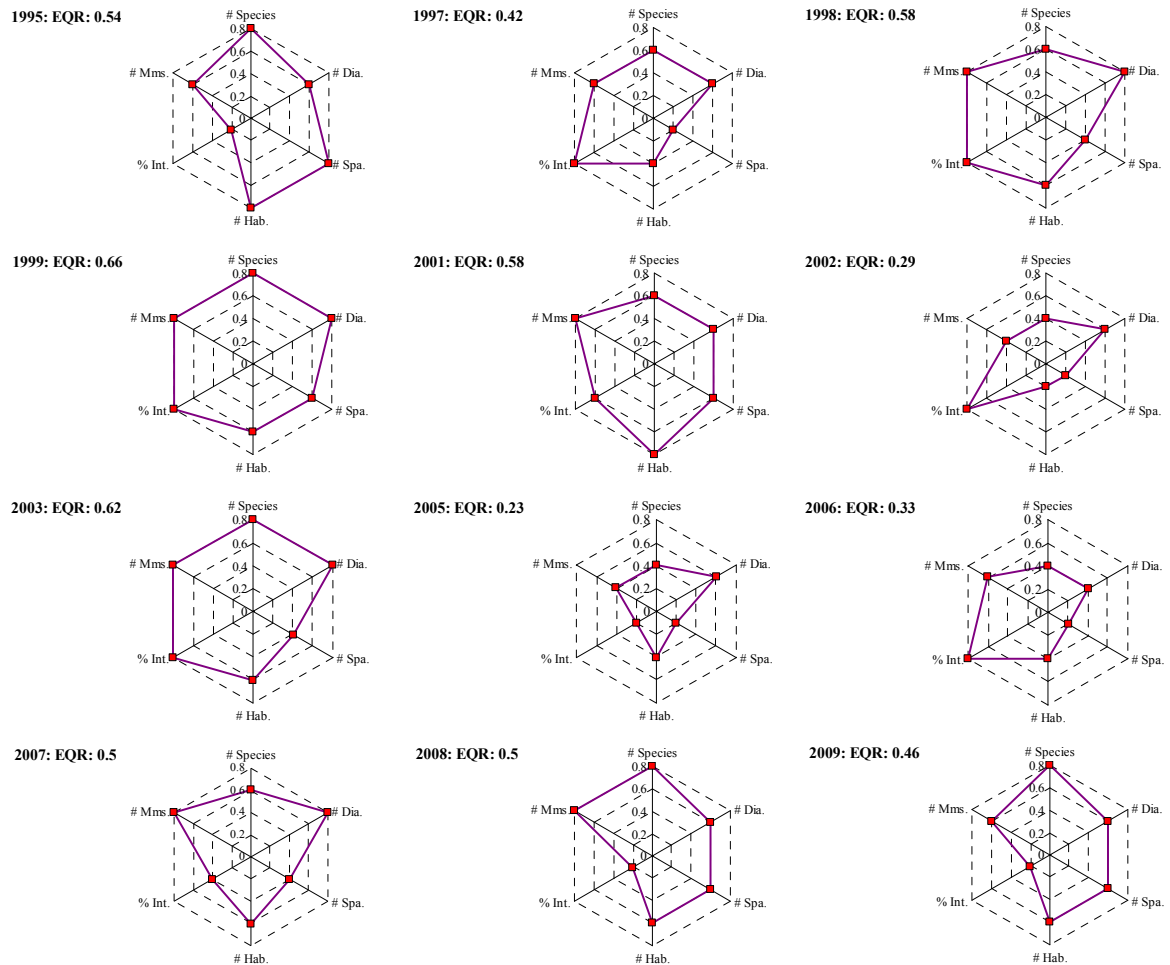 1995: EQR: 0.54
# Species
0.8
0.6
0.4
0.2
0
# Dia.
# Spa.
# Hab.
% Int.
# Mms.
1997: EQR: 0.42
# Species
0.8
0.6
0.4
0.2
0
# Dia.
# Spa.
# Hab.
% Int.
# Mms.
1998: EQR: 0.58
# Species
0.8
0.6
0.4
0.2
0
# Dia.
# Spa.
# Hab.
% Int.
# Mms.
1999: EQR: 0.66
# Species
0.8
0.6
0.4
0.2
0
# Dia.
# Spa.
# Hab.
% Int.
# Mms.
2001: EQR: 0.58
# Species
0.8
0.6
0.4
0.2
0
# Dia.
# Spa.
# Hab.
% Int.
# Mms.
2002: EQR: 0.29
# Species
0.8
0.6
0.4
0.2
0
# Dia.
# Spa.
# Hab.
% Int.
# Mms.
2003: EQR: 0.62
# Species
0.8
0.6
0.4
0.2
0
# Dia.
# Spa.
# Hab.
% Int.
# Mms.
2005: EQR: 0.23
# Species
0.8
0.6
0.4
0.2
0
# Dia.
# Spa.
# Hab.
% Int.
# Mms.
2006: EQR: 0.33
# Species
0.8
0.6
0.4
0.2
0
# Dia.
# Spa.
# Hab.
% Int.
# Mms.
2007: EQR: 0.5
# Species
0.8
0.6
0.4
0.2
0
# Dia.
# Spa.
# Hab.
% Int.
# Mms.
2008: EQR: 0.5
# Species
0.8
0.6
0.4
0.2
0
# Dia.
# Spa.
# Hab.
% Int.
# Mms.
2009: EQR: 0.46
# Species
0.8
0.6
0.4
0.2
0
# Dia.
# Spa.
# Hab.
% Int.
# Mms.